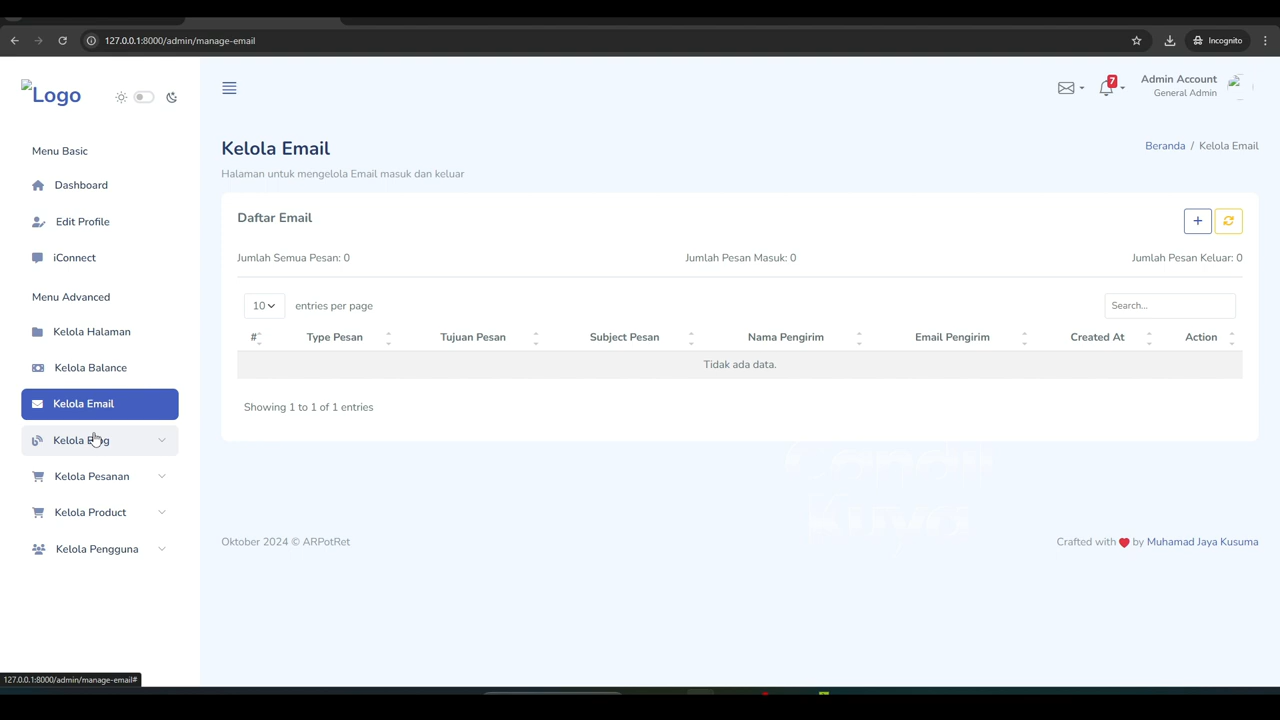 127.0.0.1:8000/admin/manage-email
Incognito
Logo
7
Admin Account
General Admin
Menu Basic
Dashboard
Edit Profile
iConnect
Menu Advanced
Kelola Halaman
Kelola Balance
Kelola Email
Kelola Blog
Kelola Pesanan
Kelola Product
Kelola Pengguna
Kelola Email
Beranda / Kelola Email
Halaman untuk mengelola Email masuk dan keluar
Daftar Email
Jumlah Semua Pesan: 0
Jumlah Pesan Masuk: 0
Jumlah Pesan Keluar: 0
10 entries per page
Search...
# Type Pesan Tujuan Pesan Subject Pesan Nama Pengirim Email Pengirim Created At Action
Tidak ada data.
Showing 1 to 1 of 1 entries
Oktober 2024 © ARPotRet
Crafted with ❤ by Muhamad Jaya Kusuma
127.0.0.1:8000/admin/manage-email#